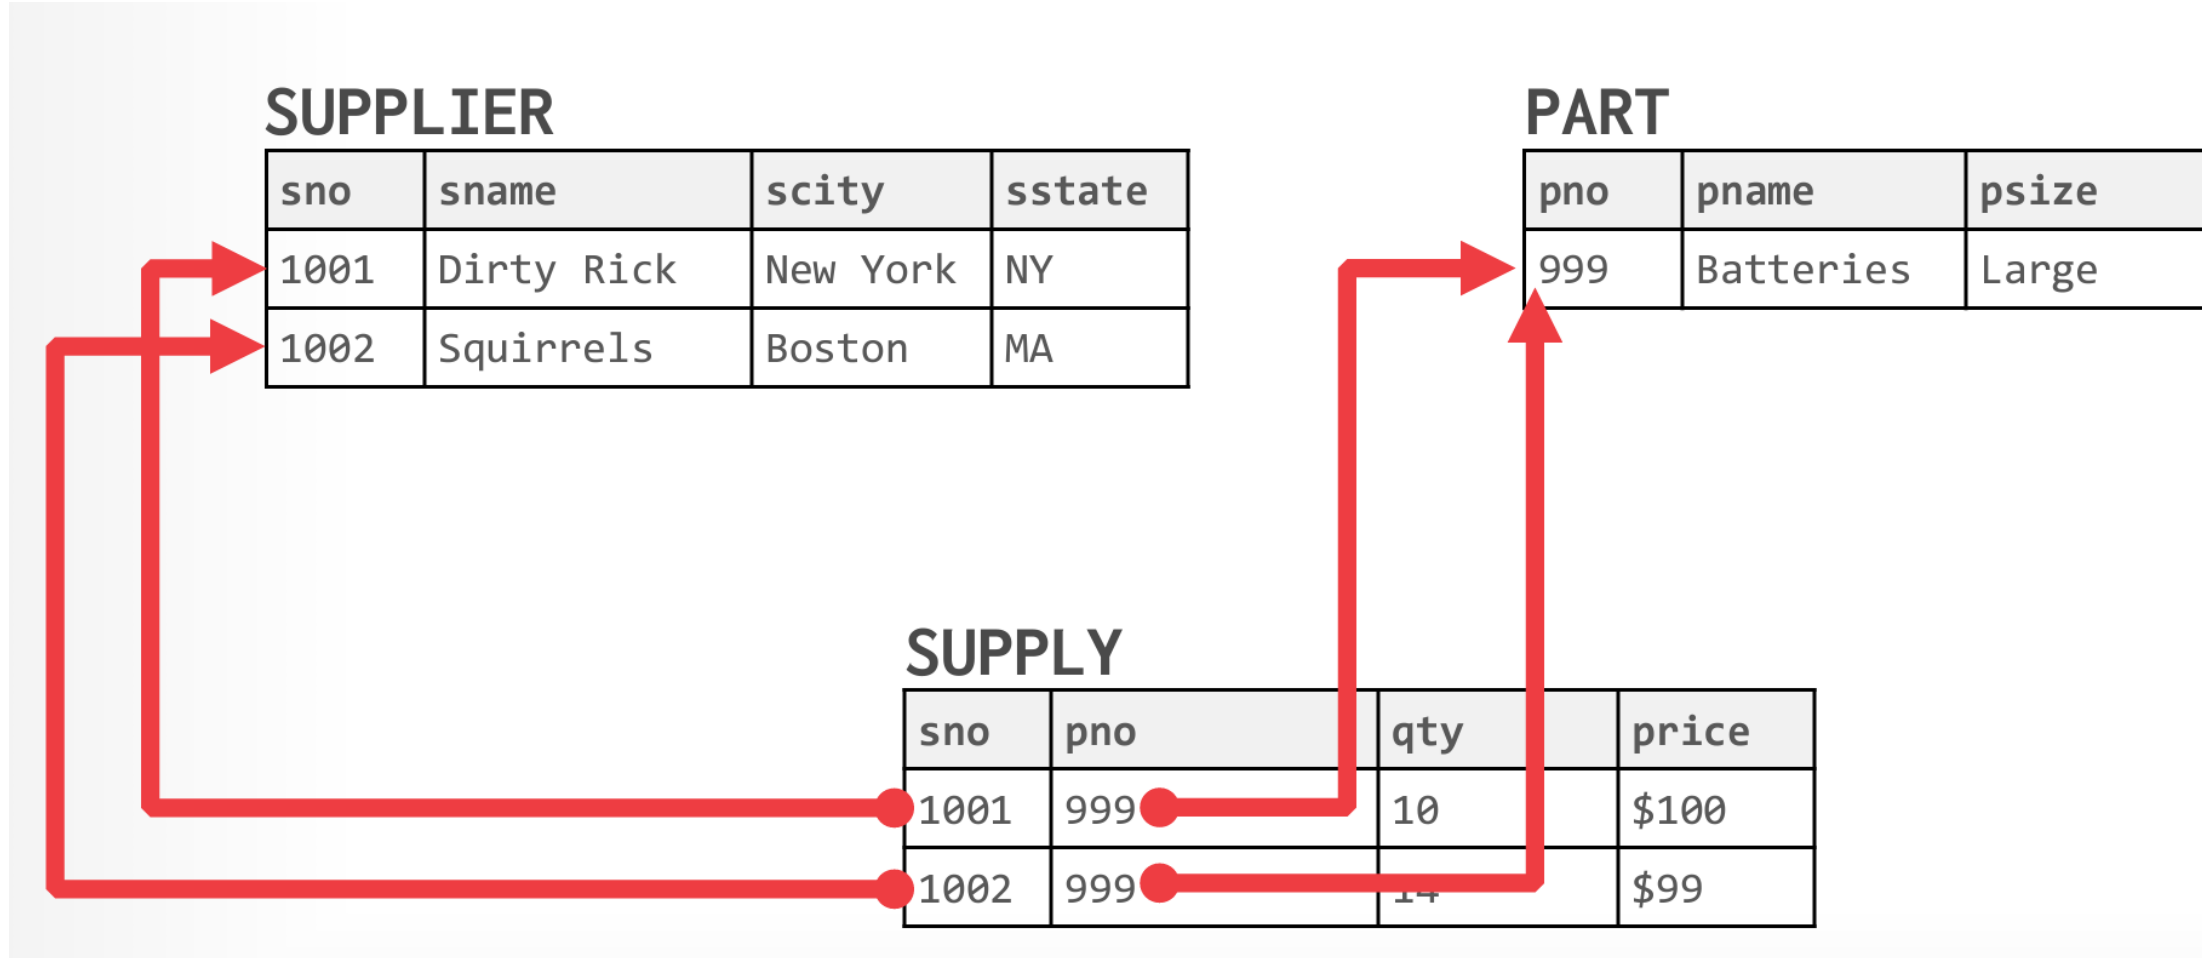 SUPPLIER
sno sname scity sstate
1001 Dirty Rick New York NY
1002 Squirrels Boston MA
PART
pno pname psize
999 Batteries Large
SUPPLY
sno pno qty price
1001 999 10 $100
1002 999 14 $99